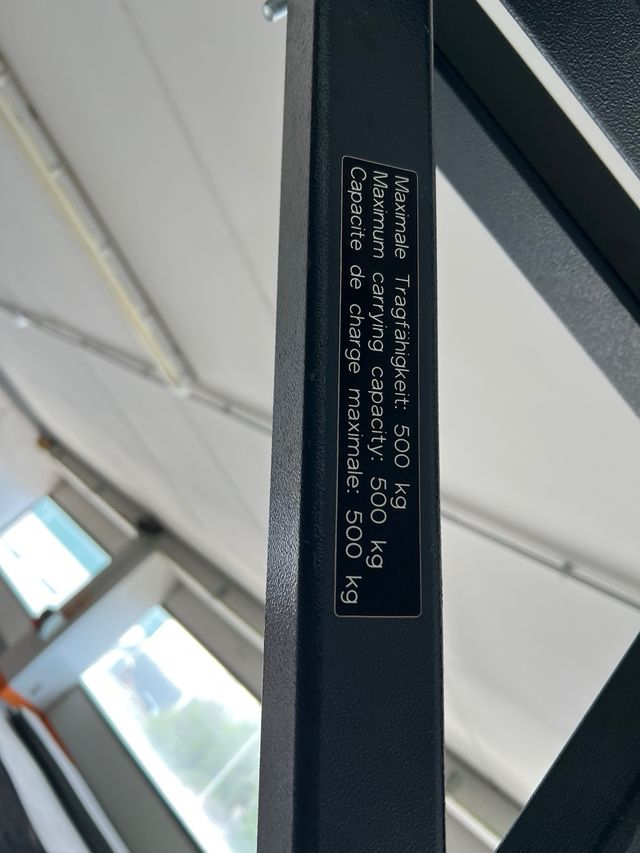 Maximale Tragfähigkeit: 500 kg
Maximum carrying capacity: 500 kg
Capacite de charge maximale: 500 kg